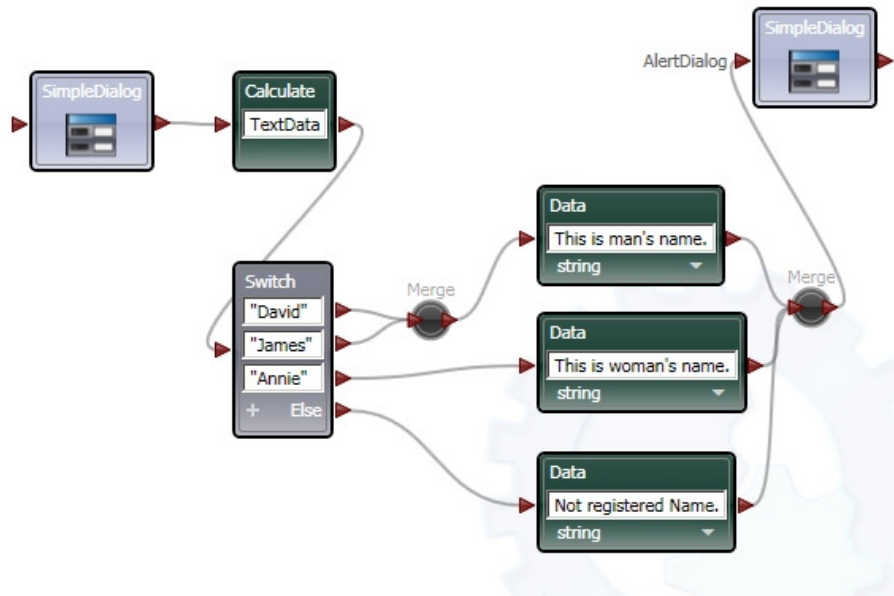 SimpleDialog
AlertDialog
SimpleDialog
Calculate
TextData
Data
This is man's name.
string
Switch
"David"
"James"
"Annie"
+ Else
Merge
Merge
Data
This is woman's name.
string
Data
Not registered Name.
string